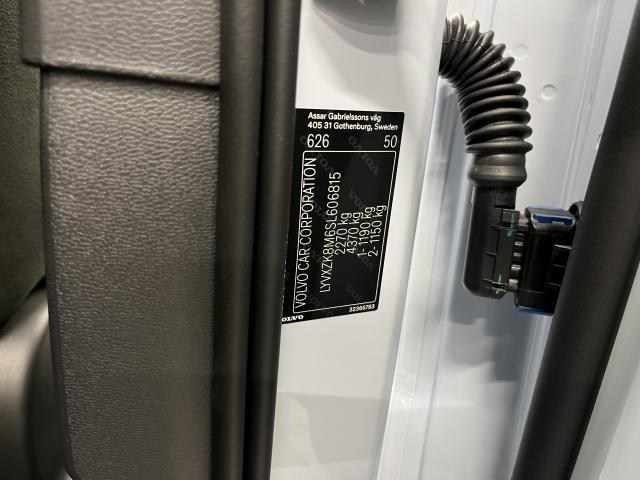 Assar Gabrielssons väg
405 31 Gothenburg, Sweden
626 50
VOLVO CAR CORPORATION
LYVXZKBM6SL606815
2270 kg
4370 kg
1- 1190 kg
2- 1150 kg
32366763
VOLVO